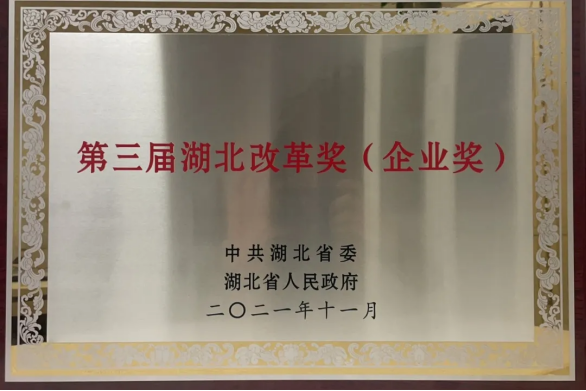 第三届湖北改革奖（企业奖）
中共湖北省委
湖北省人民政府
二〇二一年十一月